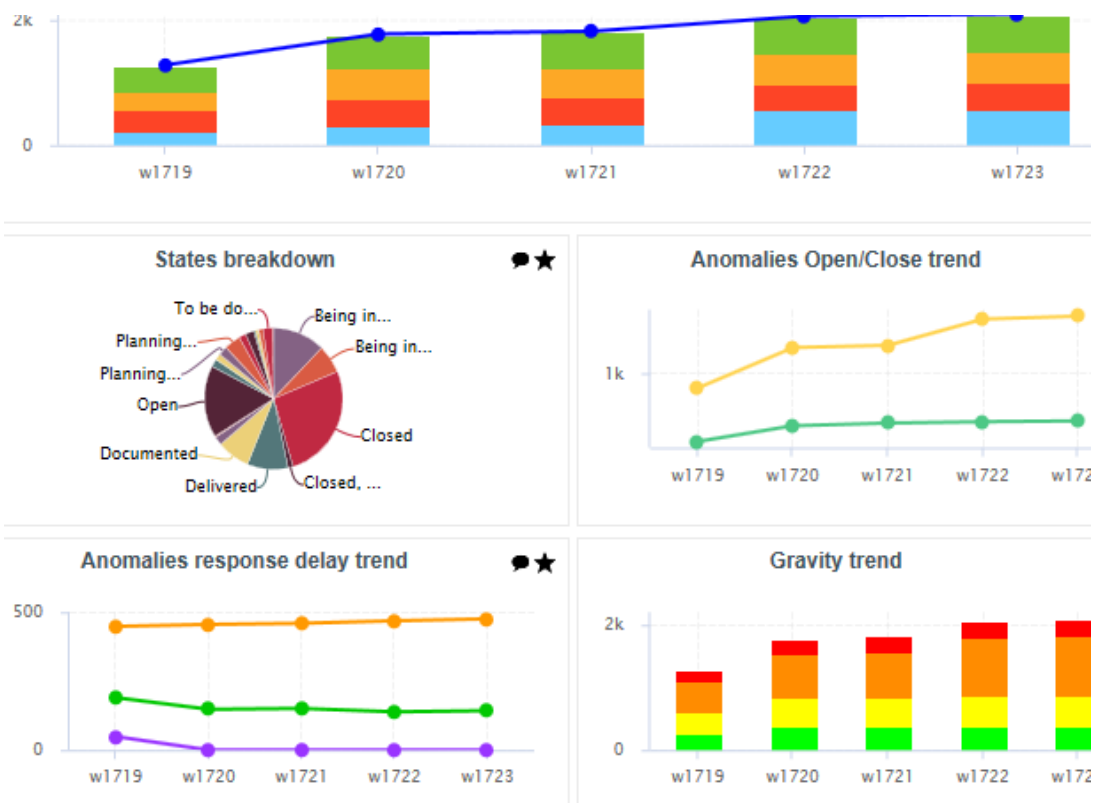 2k
0
w1719 w1720 w1721 w1722 w1723
States breakdown
To be do...
Being in...
Planning...
Being in...
Planning...
Open
Closed
Documented
Delivered
Closed, ...
Anomalies Open/Close trend
1k
w1719 w1720 w1721 w1722 w172
Anomalies response delay trend
500
0
w1719 w1720 w1721 w1722 w1723
Gravity trend
2k
0
w1719 w1720 w1721 w1722 w172